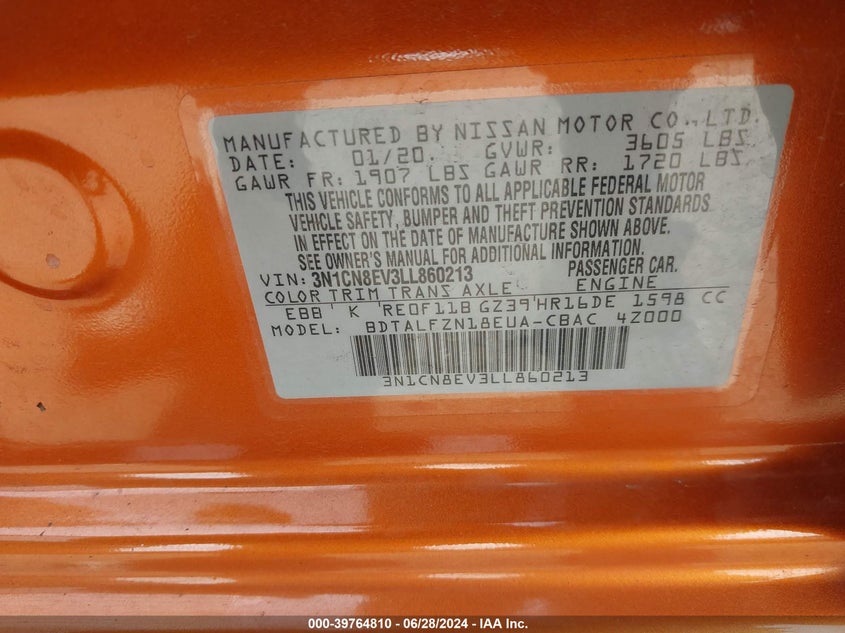 MANUFACTURED BY NISSAN MOTOR CO., LTD.
DATE: 01/20. GVWR: 3605 LBS
GAWR FR: 1907 LBS GAWR RR: 1720 LBS
THIS VEHICLE CONFORMS TO ALL APPLICABLE FEDERAL MOTOR
VEHICLE SAFETY, BUMPER AND THEFT PREVENTION STANDARDS
IN EFFECT ON THE DATE OF MANUFACTURE SHOWN ABOVE.
SEE OWNER'S MANUAL FOR ADDITIONAL INFORMATION.
VIN: 3N1CN8EV3LL860213 PASSENGER CAR.
COLOR TRIM TRANS AXLE ENGINE
EBB K RE0F11B GZ39 HR16DE 1598 CC
MODEL: BDTALFZN18EUA-CBAC 4Z000
3N1CN8EV3LL860213
000-39764810 - 06/28/2024 - IAA Inc.